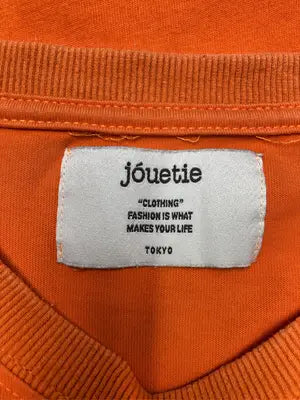 jóuetie
"CLOTHING"
FASHION IS WHAT
MAKES YOUR LIFE
TOKYO